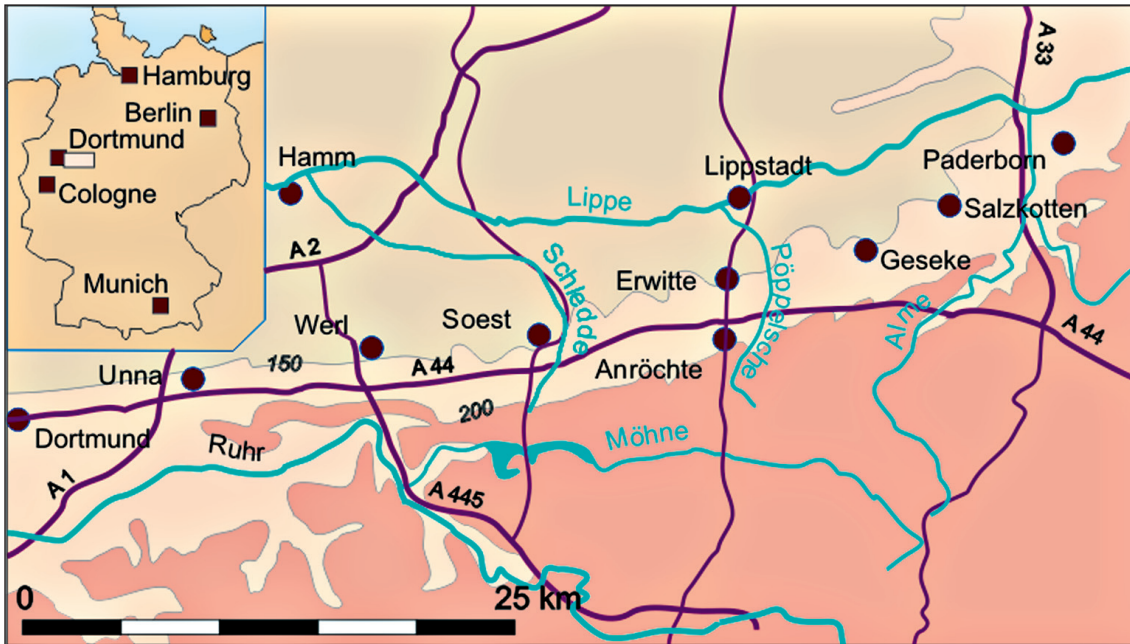 Hamburg
Berlin
Dortmund
Cologne
Munich
A 33
Hamm
Lippstadt
Paderborn
Lippe
Salzkotten
A 2
Schledde
Pöppelsche
Geseke
Erwitte
Werl
Soest
Alme
A 44
150
A 44
Anröchte
Unna
200
Dortmund
Ruhr
Möhne
A 1
A 445
0
25 km